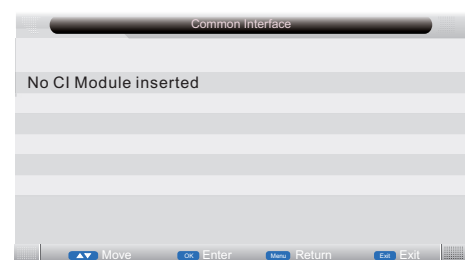 Common Interface
No CI Module inserted
▲▼ Move OK Enter Menu Return Exit Exit